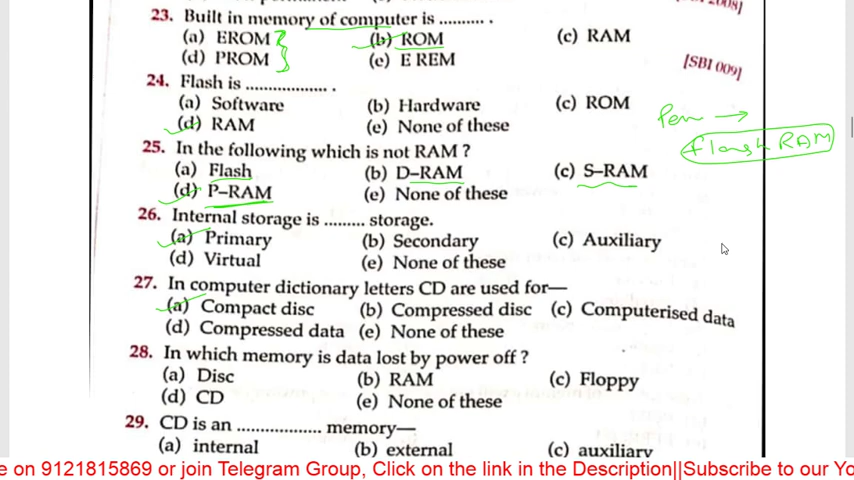 23. Built in memory of computer is .......... .
(a) EROM (b) ROM (c) RAM
(d) PROM (e) E REM
[SBI 009]
24. Flash is ................... .
(a) Software (b) Hardware (c) ROM
(d) RAM (e) None of these
Pen →
flash RAM
25. In the following which is not RAM ?
(a) Flash (b) D–RAM (c) S–RAM
(d) P–RAM (e) None of these
26. Internal storage is ......... storage.
(a) Primary (b) Secondary (c) Auxiliary
(d) Virtual (e) None of these
27. In computer dictionary letters CD are used for—
(a) Compact disc (b) Compressed disc (c) Computerised data
(d) Compressed data (e) None of these
28. In which memory is data lost by power off ?
(a) Disc (b) RAM (c) Floppy
(d) CD (e) None of these
29. CD is an ................... memory—
(a) internal (b) external (c) auxiliary
e on 9121815869 or join Telegram Group, Click on the link in the Description||Subscribe to our Yo